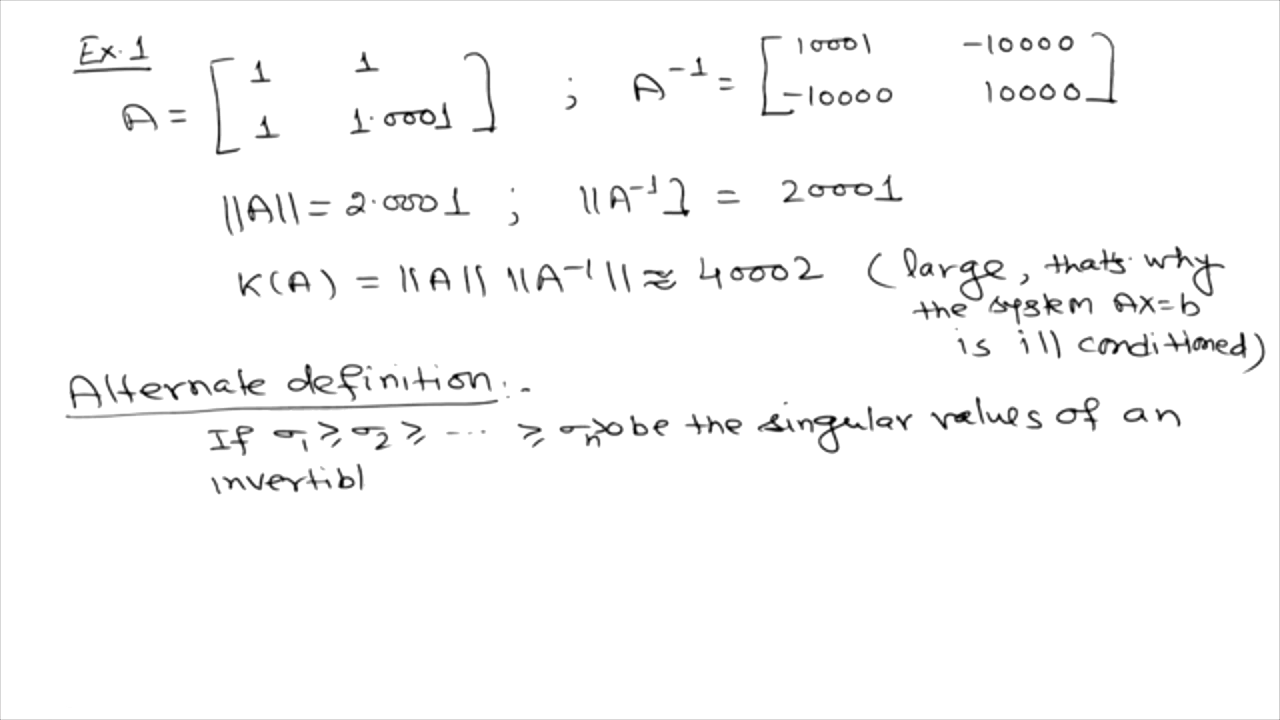 Ex.1
A = [ 1 1 ; 1 1.0001 ] ; A⁻¹ = [ 10001 -10000 ; -10000 10000 ]
||A|| = 2.0001 ; ||A⁻¹] = 20001
K(A) = ||A|| ||A⁻¹|| ≈ 40002 (large, thats why
the system AX=b
is ill conditioned)
Alternate definition:-
If σ₁ ≥ σ₂ ≥ ... ≥ σₙ>0 be the singular values of an
invertibl